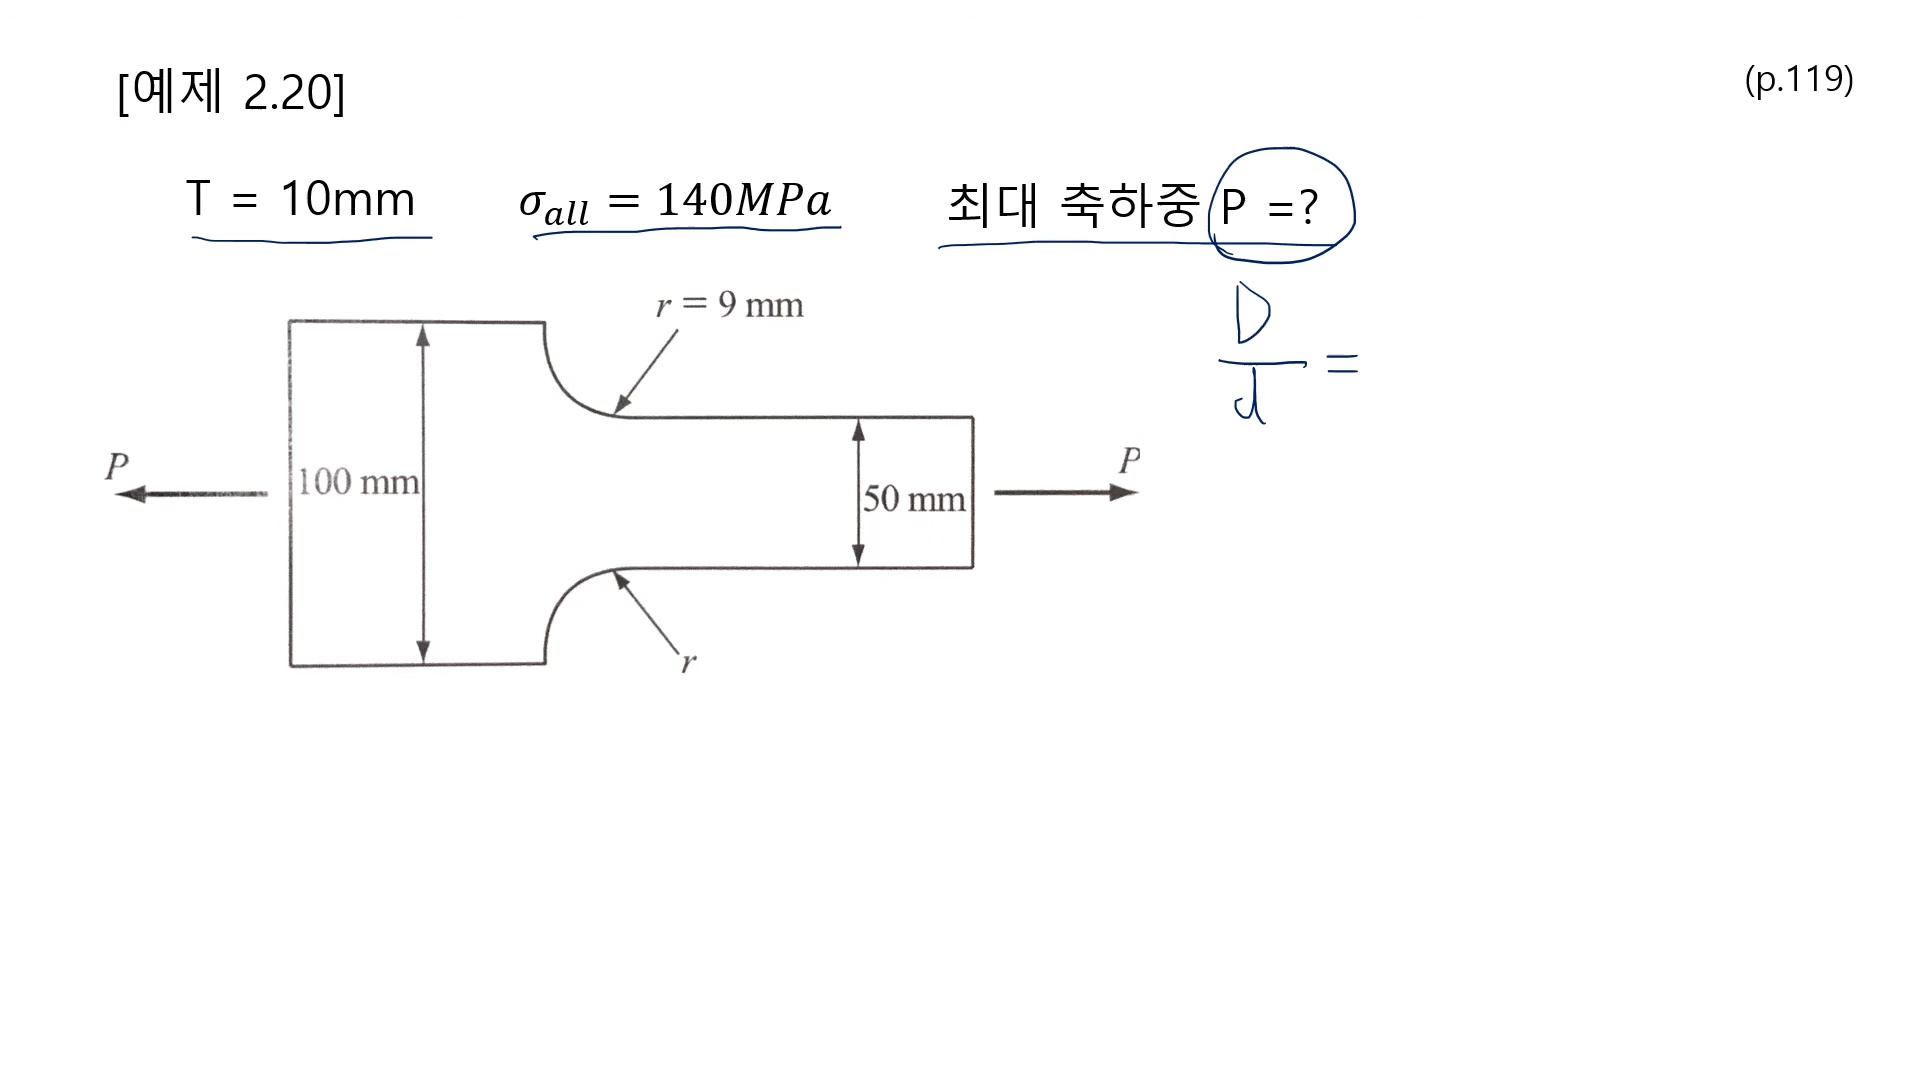 [예제 2.20]
(p.119)
T = 10mm
σ_all = 140MPa
최대 축하중 P =?
D/d =
r = 9 mm
100 mm
50 mm
P
P
r